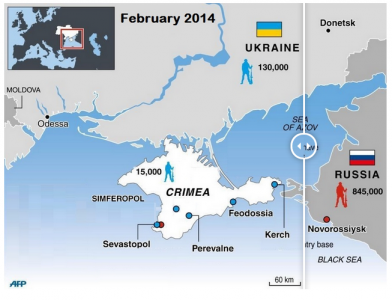 February 2014
Donetsk
UKRAINE
130,000
MOLDOVA
Odessa
SEA
OF AZOV
RUSSIA
845,000
15,000
CRIMEA
SIMFEROPOL
Feodossia
Novorossiysk
Sevastopol
Perevalne
Kerch
try base
BLACK SEA
AFP
60 km